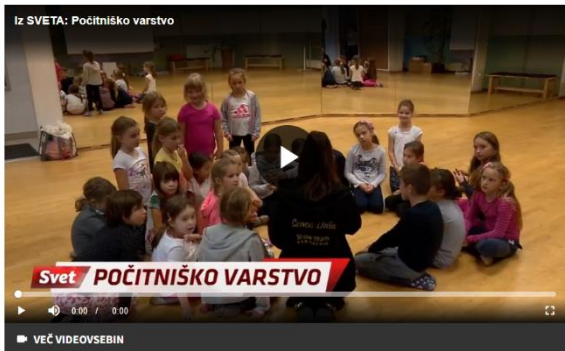 Iz SVETA: Počitniško varstvo
Svet POČITNIŠKO VARSTVO
0:00 / 0:00
VEČ VIDEOVSEBIN